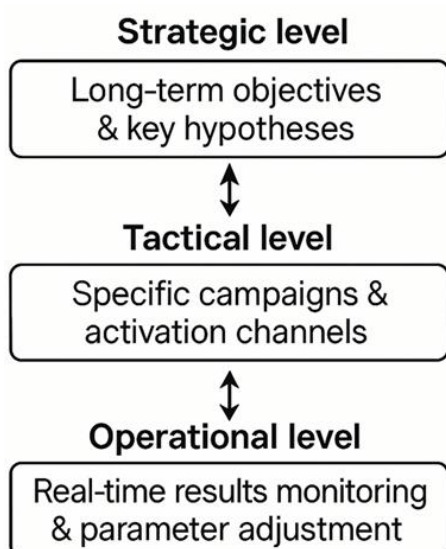 Strategic level
Long-term objectives
& key hypotheses
Tactical level
Specific campaigns &
activation channels
Operational level
Real-time results monitoring
& parameter adjustment